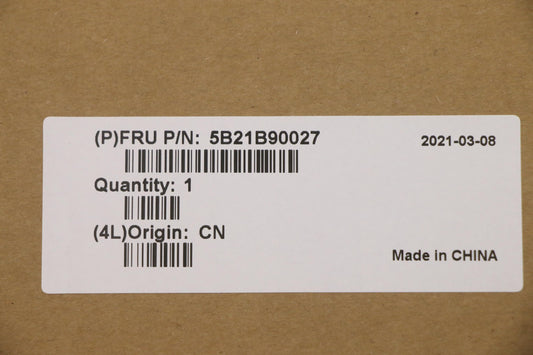 (P)FRU P/N: 5B21B90027
2021-03-08
Quantity: 1
(4L)Origin: CN
Made in CHINA